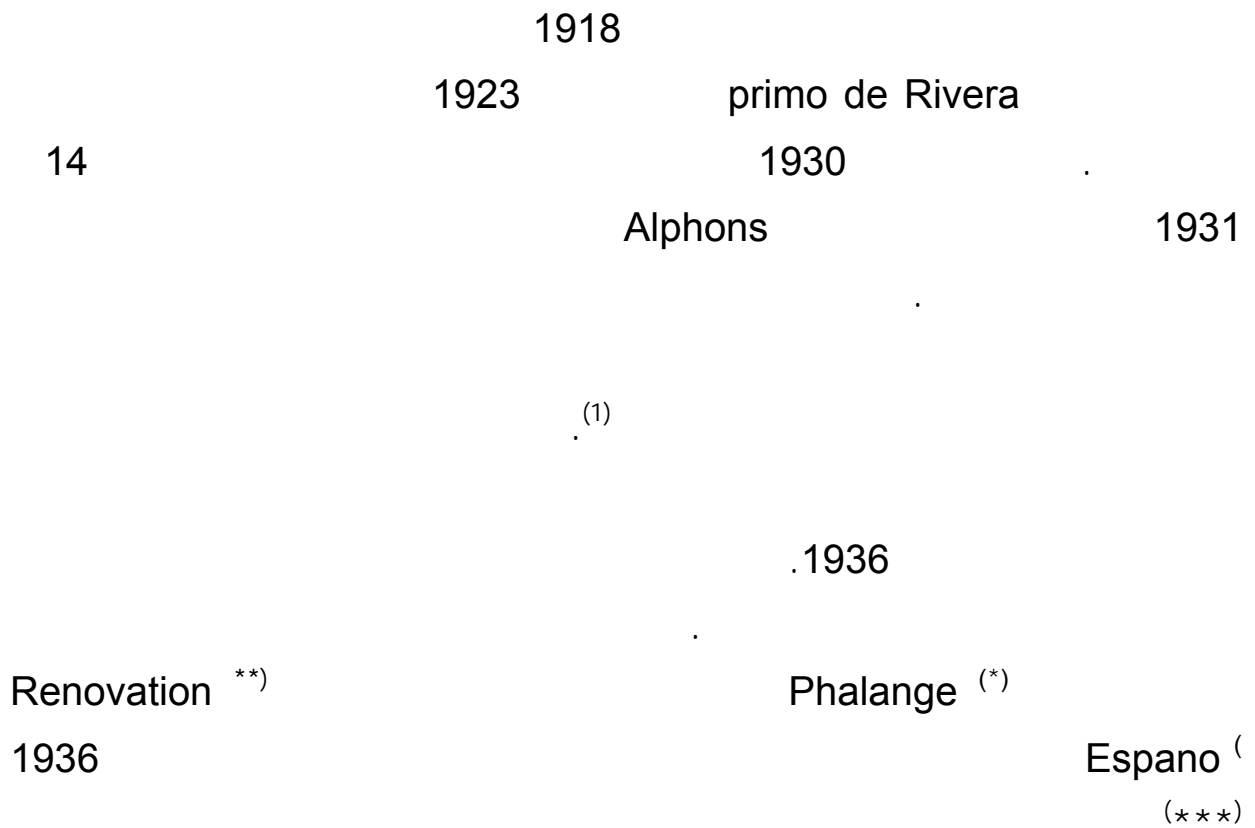 1918
1923 primo de Rivera
14 1930 .
Alphons 1931
.
.(1)
.1936
.
Renovation **) Phalange (*)
1936 Espano (
(***)